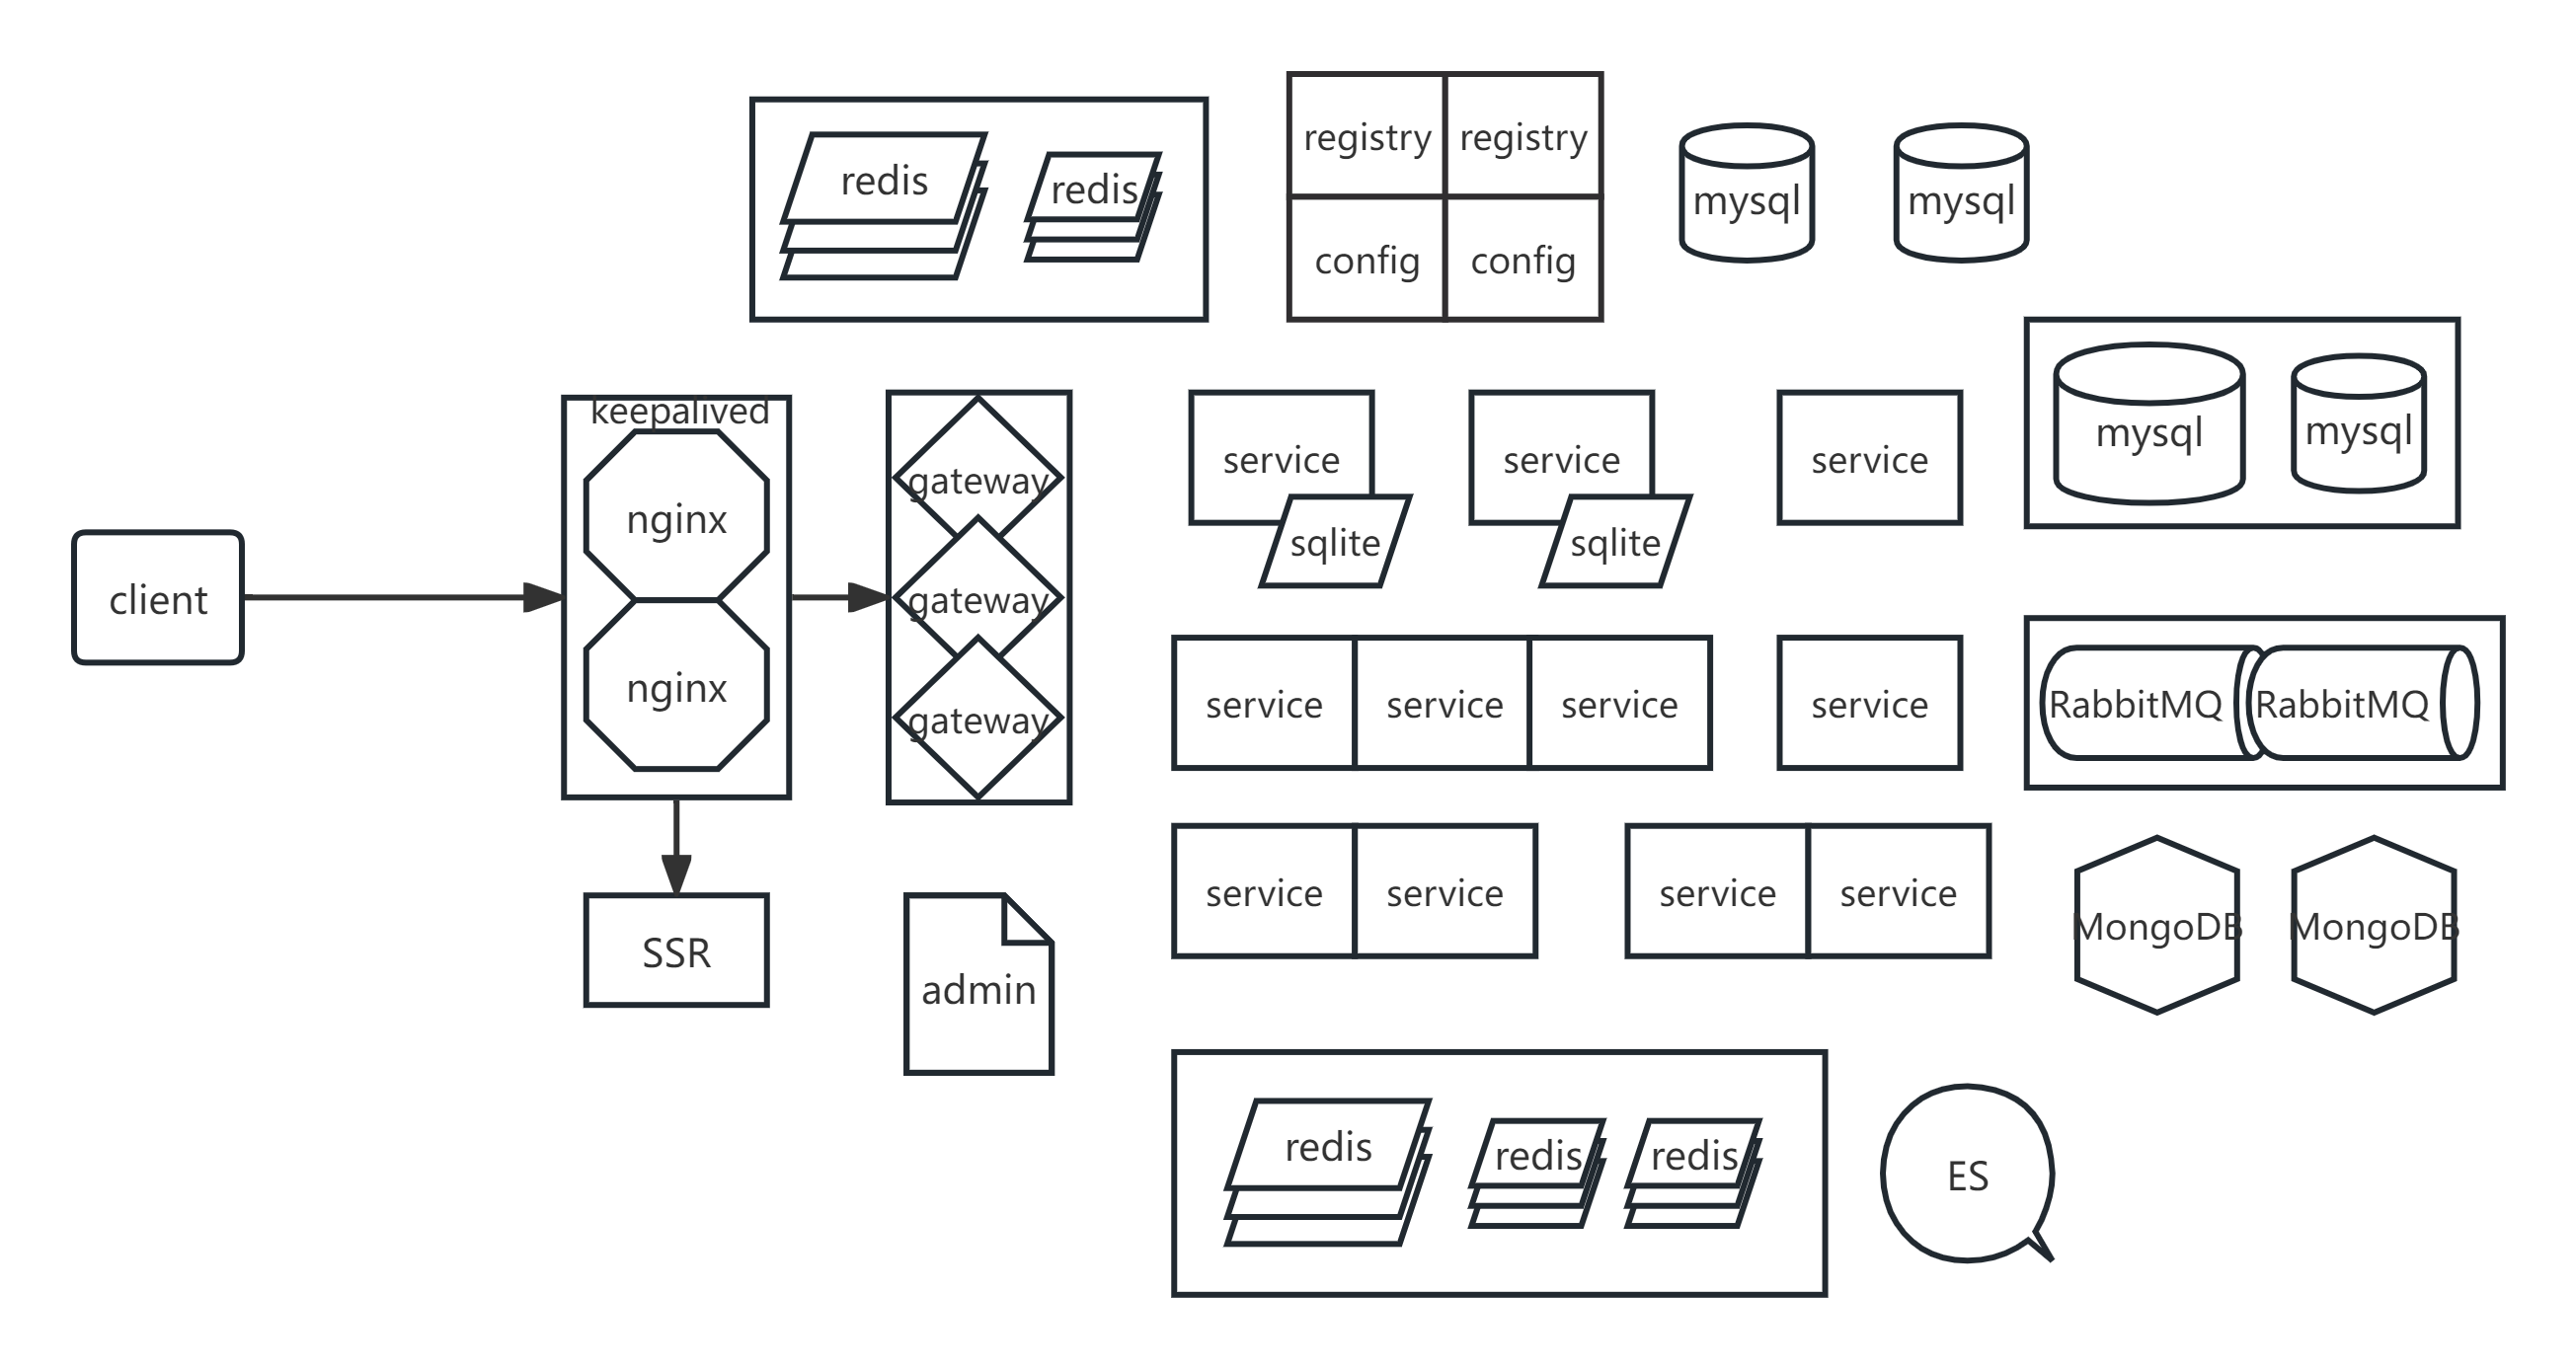 redis
redis
registry
registry
config
config
mysql
mysql
keepalived
nginx
nginx
gateway
gateway
gateway
client
SSR
admin
service
sqlite
service
sqlite
service
mysql
mysql
service
service
service
service
RabbitMQ
RabbitMQ
service
service
service
service
MongoDB
MongoDB
redis
redis
redis
ES